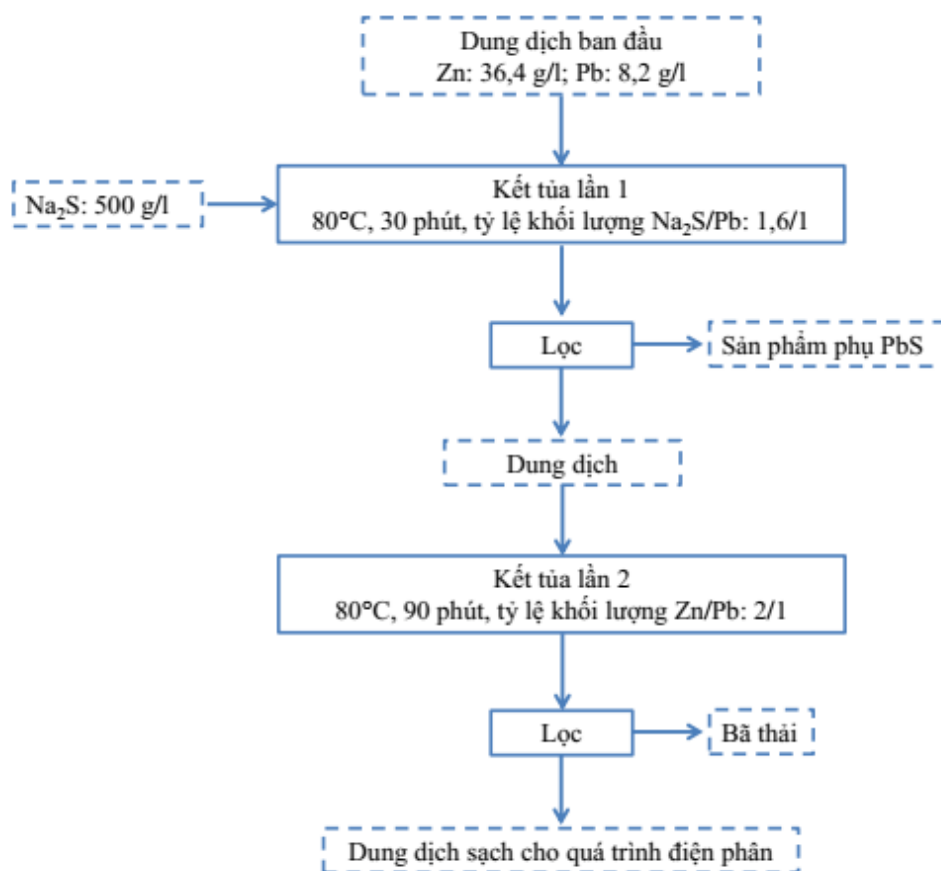 Dung dịch ban đầu
Zn: 36,4 g/l; Pb: 8,2 g/l
Na₂S: 500 g/l
Kết tủa lần 1
80°C, 30 phút, tỷ lệ khối lượng Na₂S/Pb: 1,6/1
Lọc
Sản phẩm phụ PbS
Dung dịch
Kết tủa lần 2
80°C, 90 phút, tỷ lệ khối lượng Zn/Pb: 2/1
Lọc
Bã thải
Dung dịch sạch cho quá trình điện phân